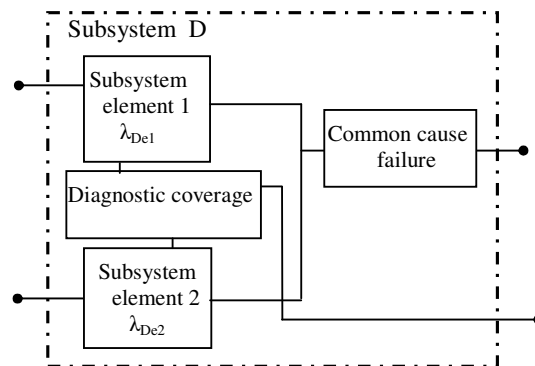 Subsystem D
Subsystem
element 1
λDe1
Common cause
failure
Diagnostic coverage
Subsystem
element 2
λDe2